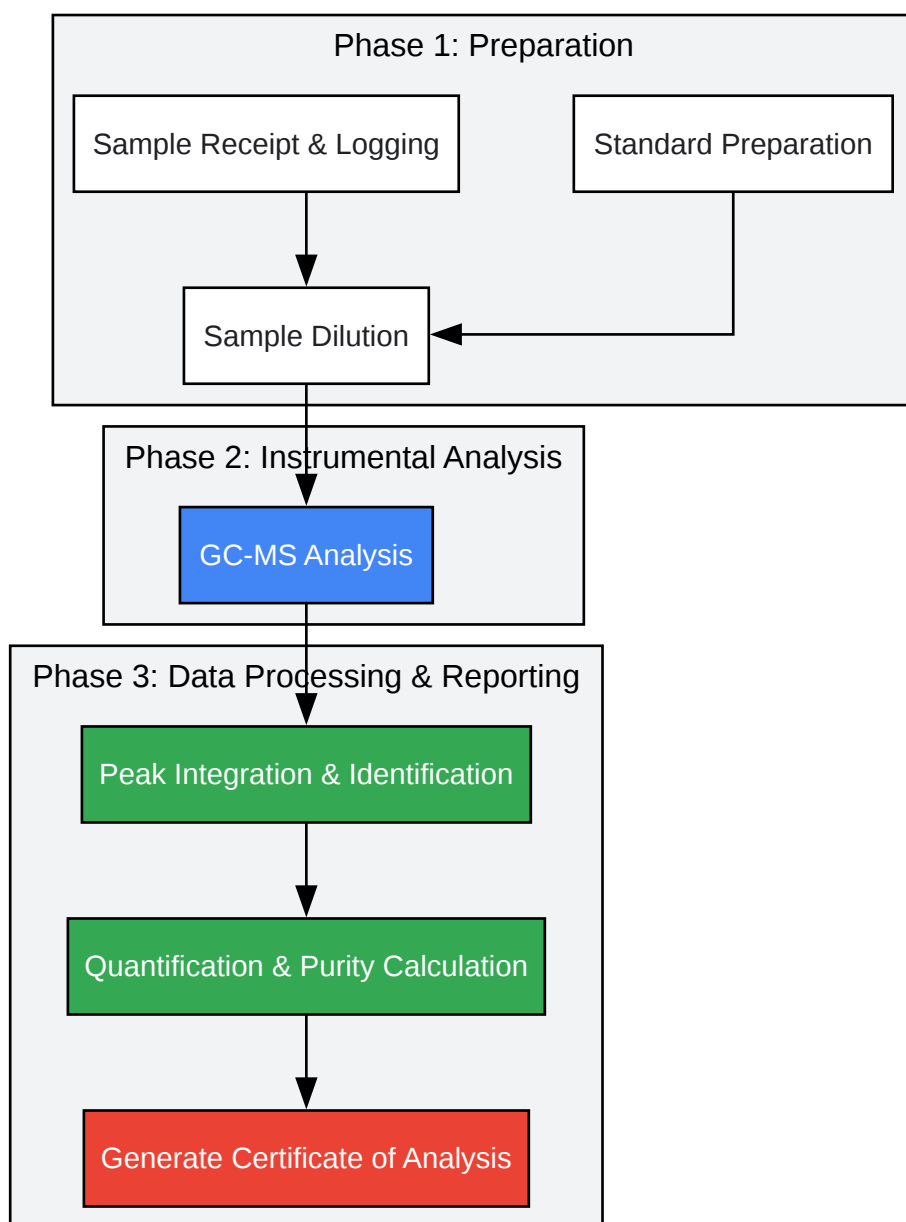 Phase 1: Preparation
Sample Receipt & Logging
Standard Preparation
Sample Dilution
Phase 2: Instrumental Analysis
GC-MS Analysis
Phase 3: Data Processing & Reporting
Peak Integration & Identification
Quantification & Purity Calculation
Generate Certificate of Analysis